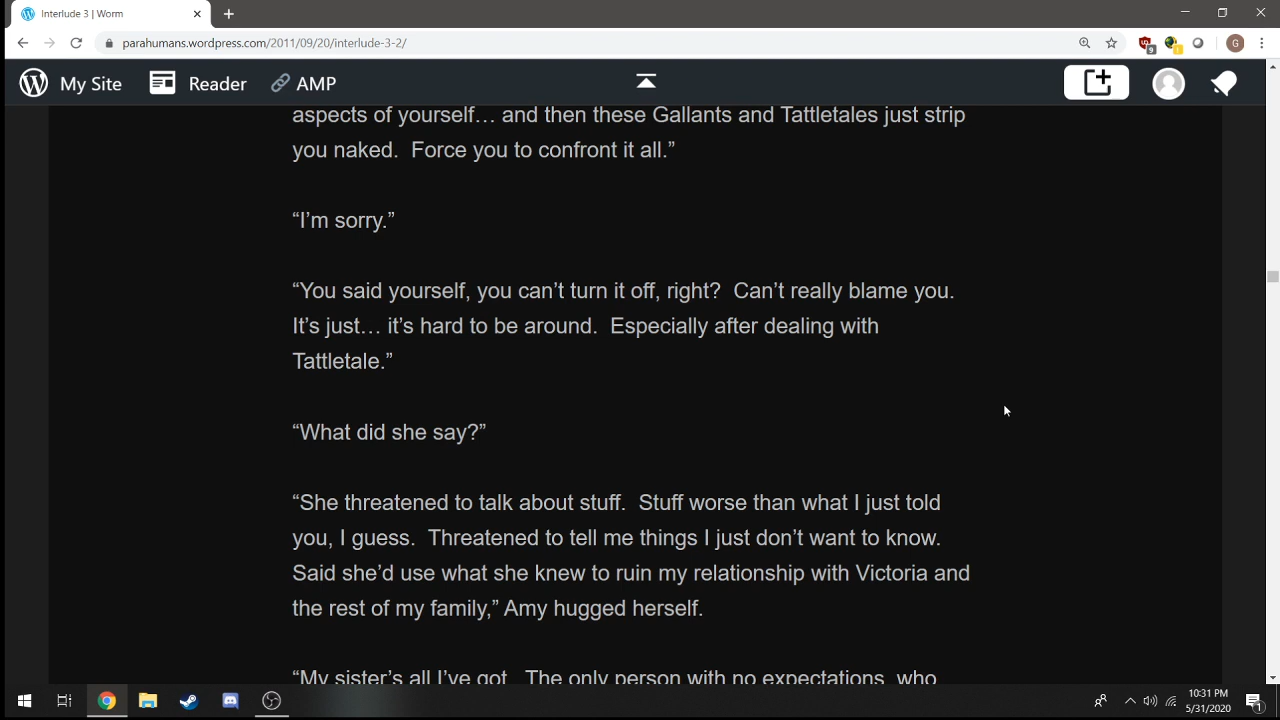 Interlude 3 | Worm
parahumans.wordpress.com/2011/09/20/interlude-3-2/
9
1
G
My Site
Reader
AMP
aspects of yourself… and then these Gallants and Tattletales just strip
you naked.  Force you to confront it all.”
“I’m sorry.”
“You said yourself, you can’t turn it off, right?  Can’t really blame you.
It’s just… it’s hard to be around.  Especially after dealing with
Tattletale.”
“What did she say?”
“She threatened to talk about stuff.  Stuff worse than what I just told
you, I guess.  Threatened to tell me things I just don’t want to know.
Said she’d use what she knew to ruin my relationship with Victoria and
the rest of my family,” Amy hugged herself.
“My sister’s all I’ve got.  The only person with no expectations, who
10:31 PM
5/31/2020
1